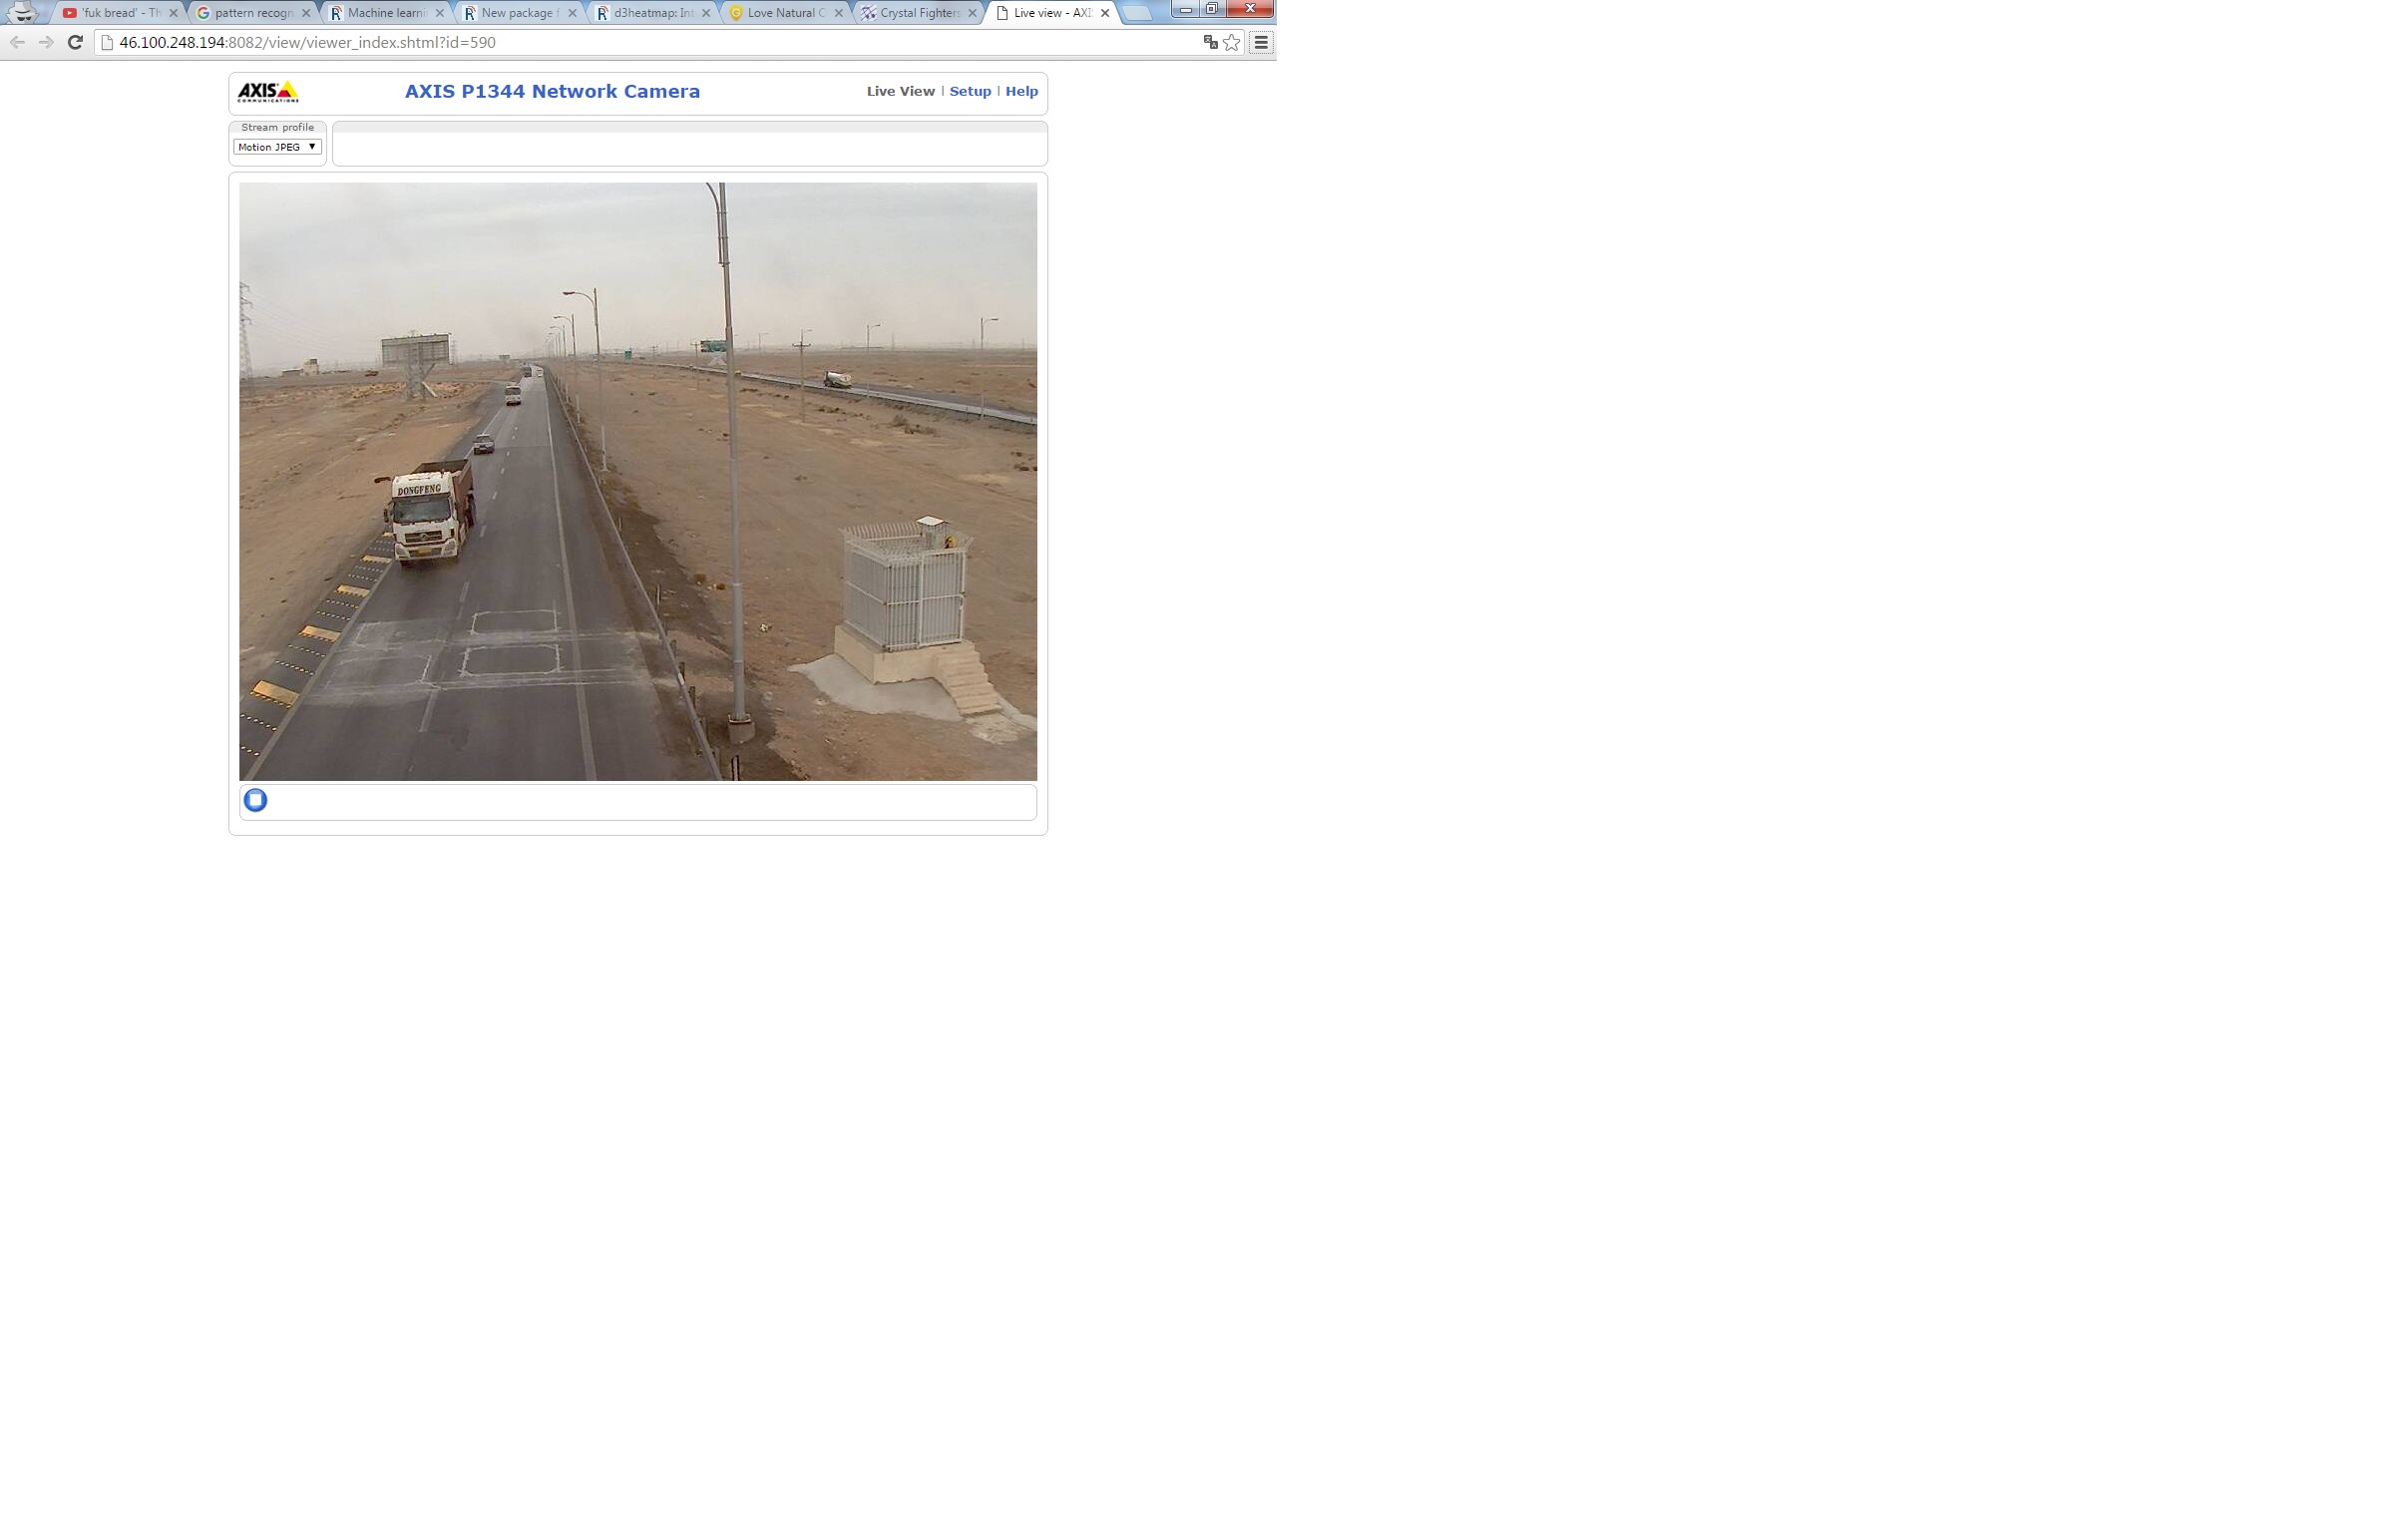 'fuk bread' - Th
pattern recogn
Machine learni
New package f
d3heatmap: Int
Love Natural C
Crystal Fighters
Live view - AXI
46.100.248.194:8082/view/viewer_index.shtml?id=590
AXIS
COMMUNICATIONS
AXIS P1344 Network Camera
Live View | Setup | Help
Stream profile
Motion JPEG
DONGFENG